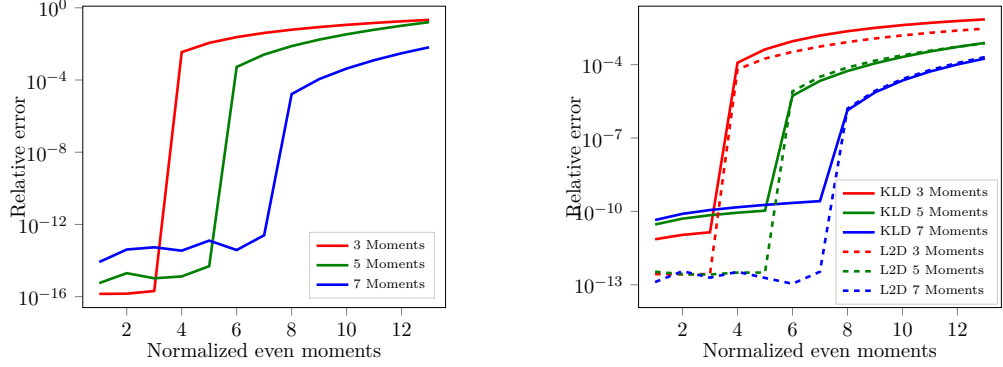 10^0
10^−4
10^−8
10^−12
10^−16
Relative error
2 4 6 8 10 12
Normalized even moments
3 Moments
5 Moments
7 Moments
10^−4
10^−7
10^−10
10^−13
Relative error
2 4 6 8 10 12
Normalized even moments
KLD 3 Moments
KLD 5 Moments
KLD 7 Moments
L2D 3 Moments
L2D 5 Moments
L2D 7 Moments